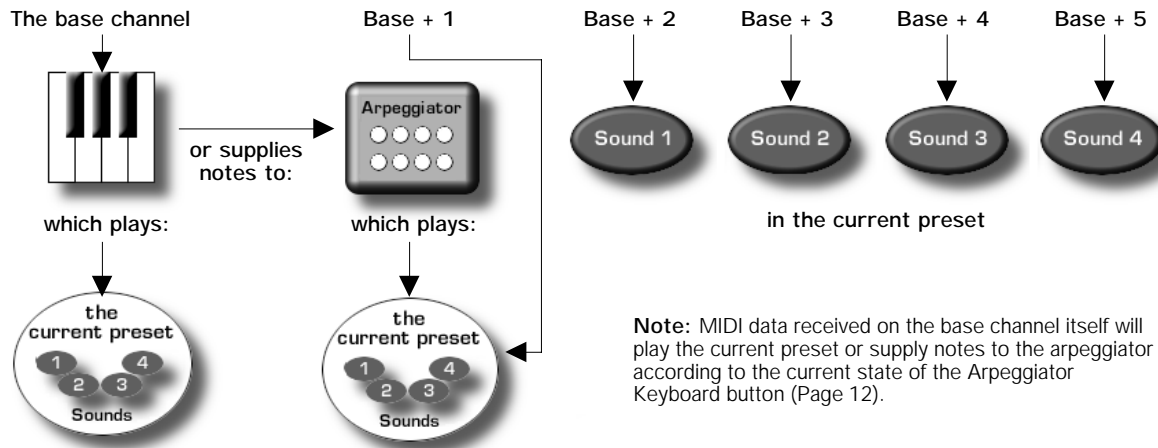 The base channel
Base + 1
Base + 2
Base + 3
Base + 4
Base + 5
Arpeggiator
or supplies
notes to:
Sound 1
Sound 2
Sound 3
Sound 4
which plays:
which plays:
in the current preset
the
current preset
1
2
3
4
Sounds
the
current preset
1
2
3
4
Sounds
Note: MIDI data received on the base channel itself will
play the current preset or supply notes to the arpeggiator
according to the current state of the Arpeggiator
Keyboard button (Page 12).